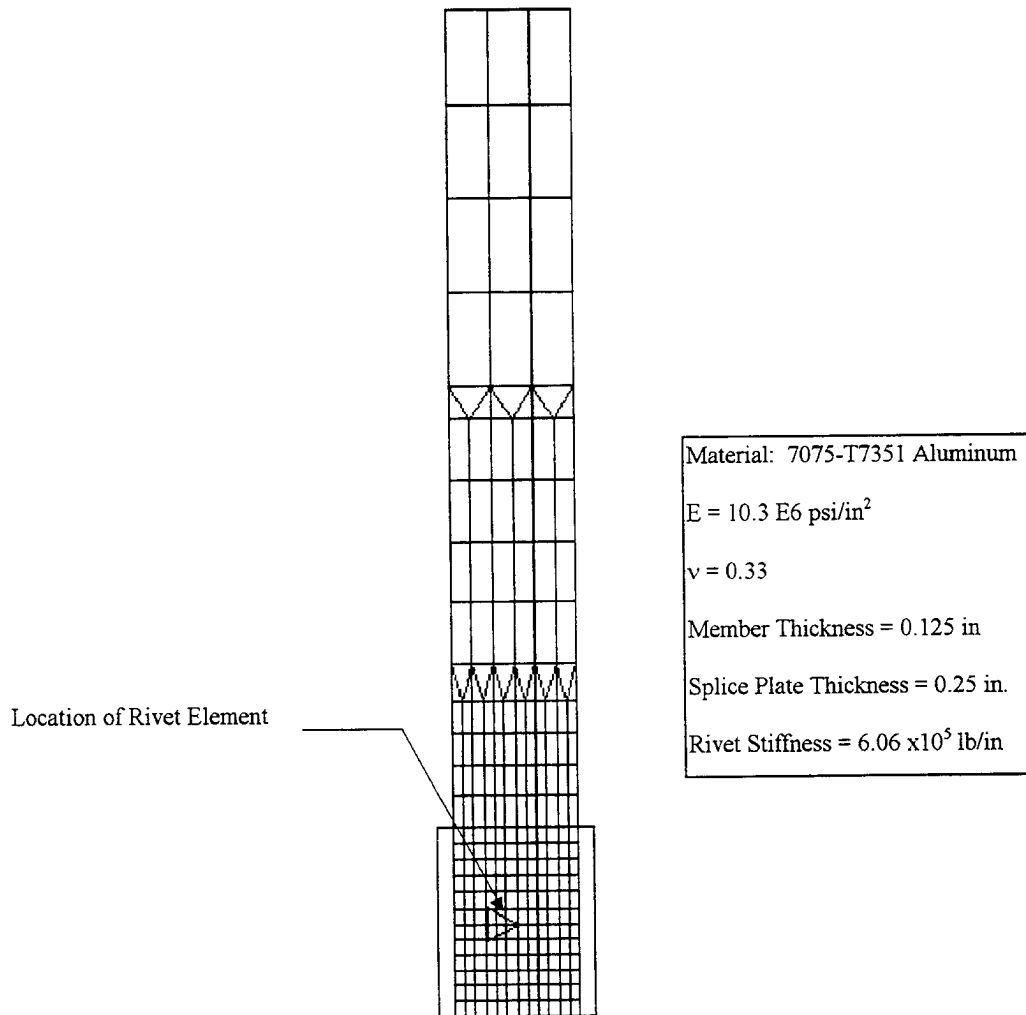 Material: 7075-T7351 Aluminum
E = 10.3 E6 psi/in²
ν = 0.33
Member Thickness = 0.125 in
Splice Plate Thickness = 0.25 in.
Rivet Stiffness = 6.06 x10⁵ lb/in
Location of Rivet Element